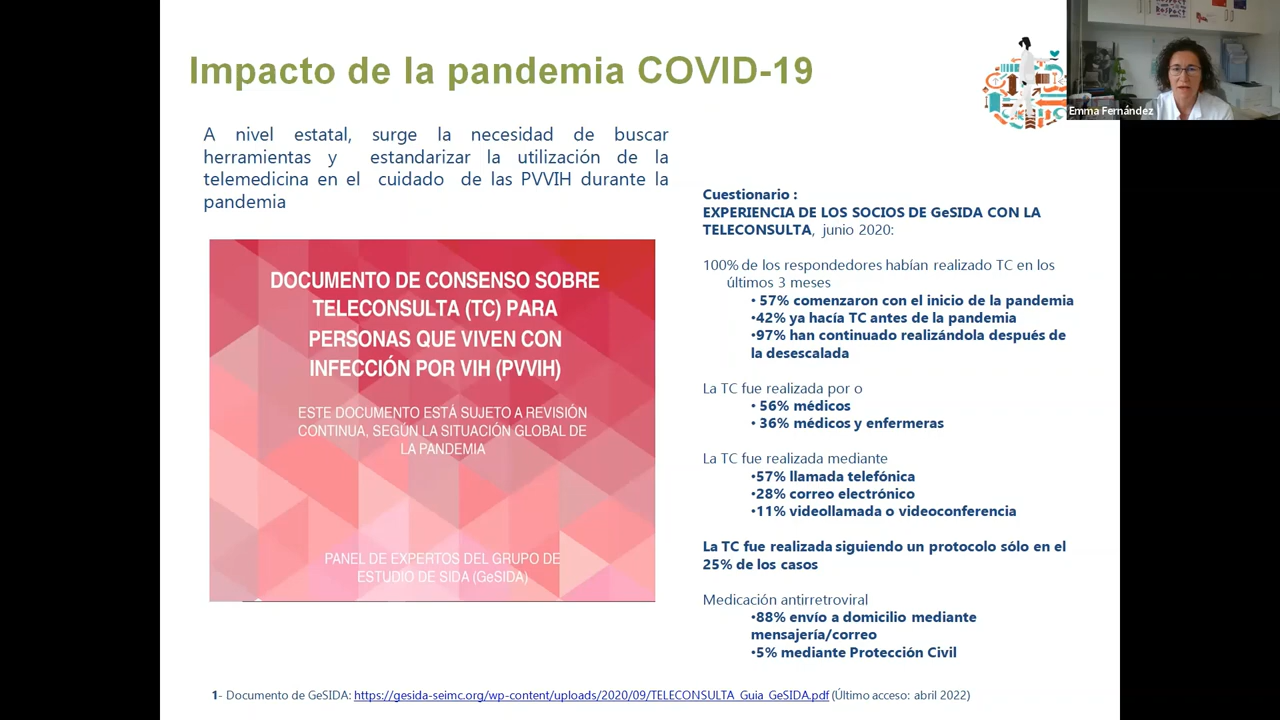 Impacto de la pandemia COVID-19
Emma Fernández
A nivel estatal, surge la necesidad de buscar
herramientas y estandarizar la utilización de la
telemedicina en el cuidado de las PVVIH durante la
pandemia
DOCUMENTO DE CONSENSO SOBRE
TELECONSULTA (TC) PARA
PERSONAS QUE VIVEN CON
INFECCIÓN POR VIH (PVVIH)
ESTE DOCUMENTO ESTÁ SUJETO A REVISIÓN
CONTINUA, SEGÚN LA SITUACIÓN GLOBAL DE
LA PANDEMIA
PANEL DE EXPERTOS DEL GRUPO DE
ESTUDIO DE SIDA (GeSIDA)
Cuestionario :
EXPERIENCIA DE LOS SOCIOS DE GeSIDA CON LA
TELECONSULTA, junio 2020:
100% de los respondedores habían realizado TC en los
últimos 3 meses
• 57% comenzaron con el inicio de la pandemia
•42% ya hacía TC antes de la pandemia
•97% han continuado realizándola después de
la desescalada
La TC fue realizada por o
• 56% médicos
• 36% médicos y enfermeras
La TC fue realizada mediante
•57% llamada telefónica
•28% correo electrónico
•11% videollamada o videoconferencia
La TC fue realizada siguiendo un protocolo sólo en el
25% de los casos
Medicación antirretroviral
•88% envío a domicilio mediante
mensajería/correo
•5% mediante Protección Civil
1- Documento de GeSIDA: https://gesida-seimc.org/wp-content/uploads/2020/09/TELECONSULTA_Guia_GeSIDA.pdf (Último acceso: abril 2022)